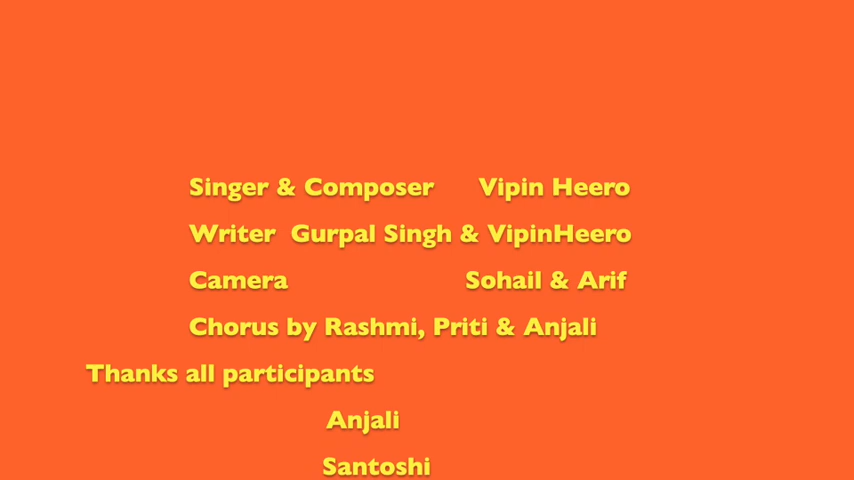 Singer & Composer Vipin Heero
Writer Gurpal Singh & VipinHeero
Camera Sohail & Arif
Chorus by Rashmi, Priti & Anjali
Thanks all participants
Anjali
Santoshi